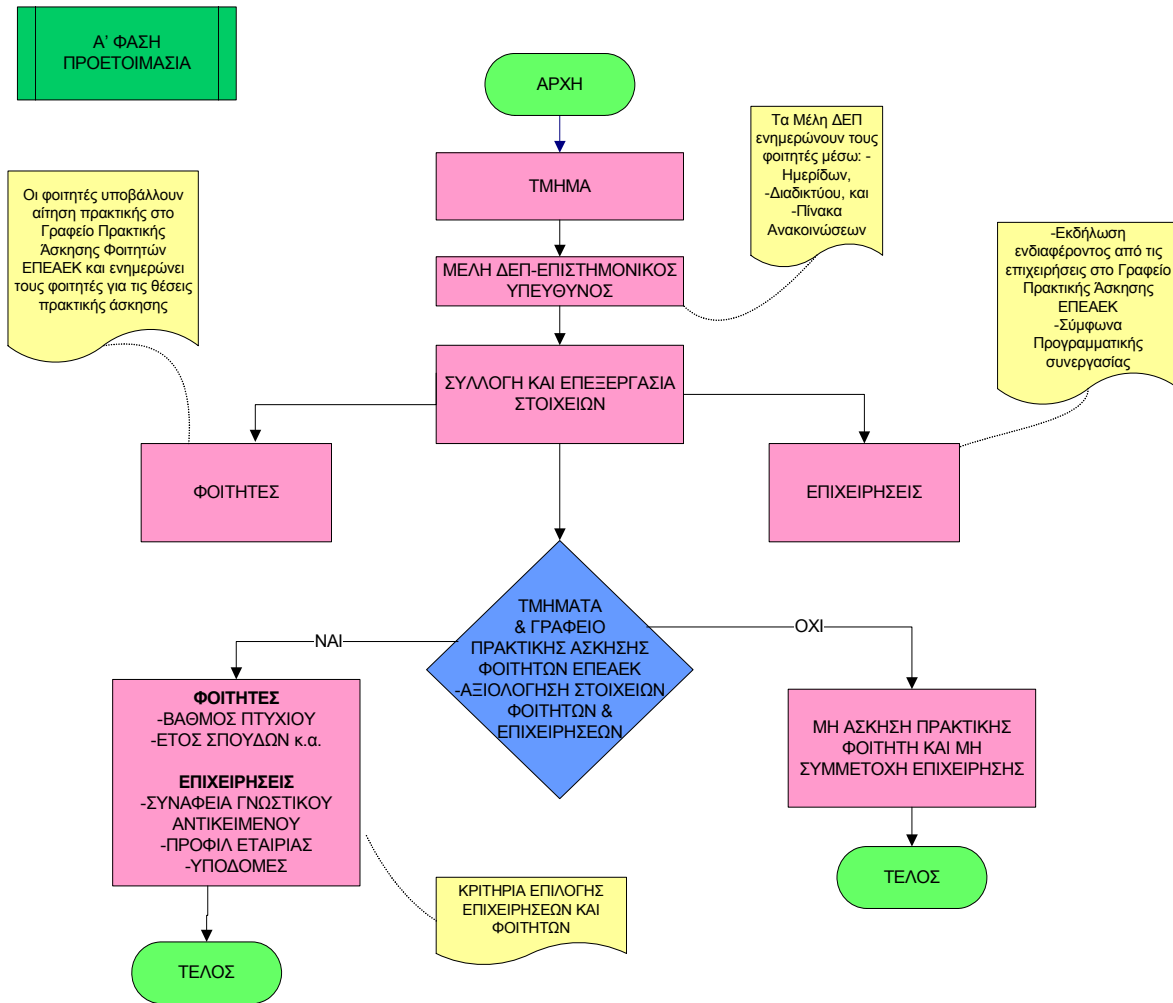 Α' ΦΑΣΗ
ΠΡΟΕΤΟΙΜΑΣΙΑ
ΑΡΧΗ
Τα Μέλη ΔΕΠ
ενημερώνουν τους
φοιτητές μέσω: -
Ημερίδων,
-Διαδικτύου, και
-Πίνακα
Ανακοινώσεων
ΤΜΗΜΑ
Οι φοιτητές υποβάλλουν
αίτηση πρακτικής στο
Γραφείο Πρακτικής
Άσκησης Φοιτητών
ΕΠΕΑΕΚ και ενημερώνει
τους φοιτητές για τις θέσεις
πρακτικής άσκησης
-Εκδήλωση
ενδιαφέροντος από τις
επιχειρήσεις στο Γραφείο
Πρακτικής Άσκησης
ΕΠΕΑΕΚ
-Σύμφωνα
Προγραμματικής
συνεργασίας
ΜΕΛΗ ΔΕΠ-ΕΠΙΣΤΗΜΟΝΙΚΟΣ
ΥΠΕΥΘΥΝΟΣ
ΣΥΛΛΟΓΗ ΚΑΙ ΕΠΕΞΕΡΓΑΣΙΑ
ΣΤΟΙΧΕΙΩΝ
ΦΟΙΤΗΤΕΣ
ΕΠΙΧΕΙΡΗΣΕΙΣ
ΤΜΗΜΑΤΑ
& ΓΡΑΦΕΙΟ
ΠΡΑΚΤΙΚΗΣ ΑΣΚΗΣΗΣ
ΦΟΙΤΗΤΩΝ ΕΠΕΑΕΚ
-ΑΞΙΟΛΟΓΗΣΗ ΣΤΟΙΧΕΙΩΝ
ΦΟΙΤΗΤΩΝ &
ΕΠΙΧΕΙΡΗΣΕΩΝ
ΝΑΙ
ΟΧΙ
ΦΟΙΤΗΤΕΣ
-ΒΑΘΜΟΣ ΠΤΥΧΙΟΥ
-ΕΤΟΣ ΣΠΟΥΔΩΝ κ.α.
ΕΠΙΧΕΙΡΗΣΕΙΣ
-ΣΥΝΑΦΕΙΑ ΓΝΩΣΤΙΚΟΥ
ΑΝΤΙΚΕΙΜΕΝΟΥ
-ΠΡΟΦΙΛ ΕΤΑΙΡΙΑΣ
-ΥΠΟΔΟΜΕΣ
ΜΗ ΑΣΚΗΣΗ ΠΡΑΚΤΙΚΗΣ
ΦΟΙΤΗΤΗ ΚΑΙ ΜΗ
ΣΥΜΜΕΤΟΧΗ ΕΠΙΧΕΙΡΗΣΗΣ
ΤΕΛΟΣ
ΚΡΙΤΗΡΙΑ ΕΠΙΛΟΓΗΣ
ΕΠΙΧΕΙΡΗΣΕΩΝ ΚΑΙ
ΦΟΙΤΗΤΩΝ
ΤΕΛΟΣ